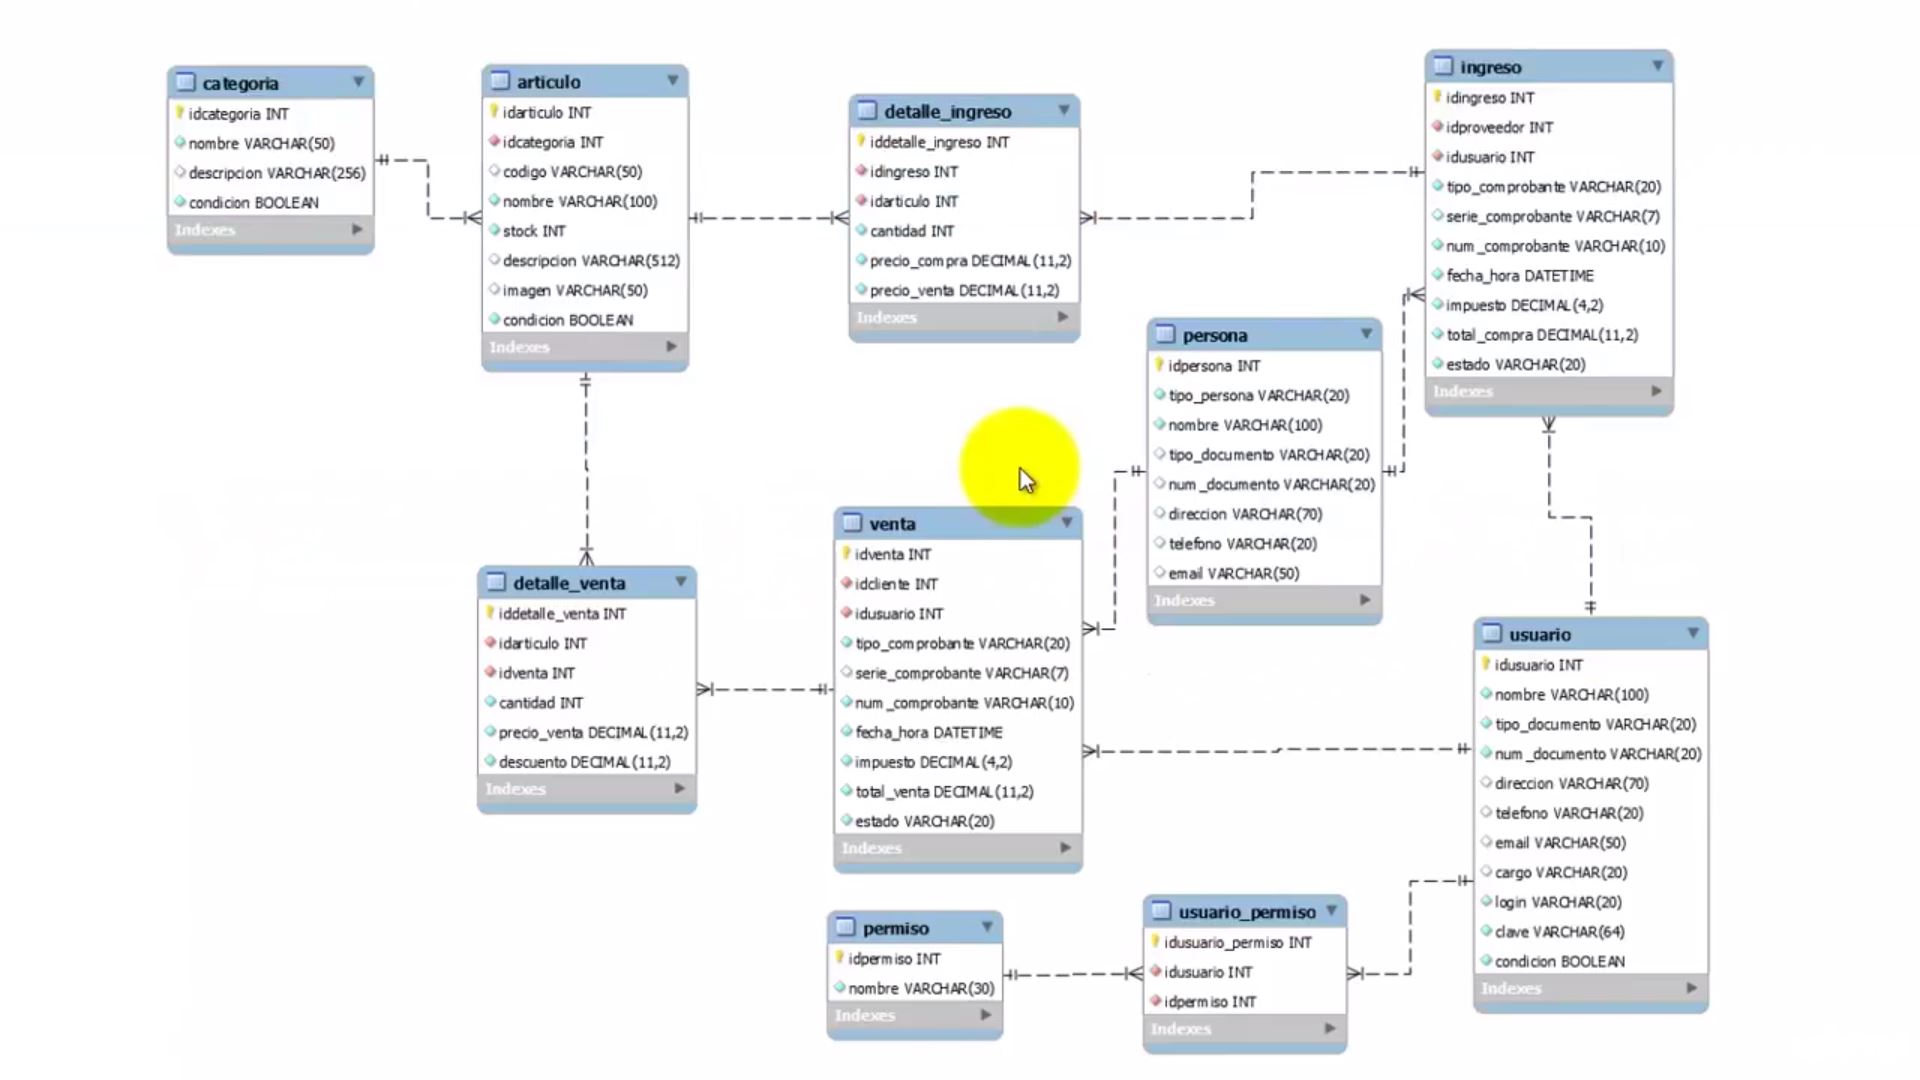 categoria
idcategoria INT
nombre VARCHAR(50)
descripcion VARCHAR(256)
condicion BOOLEAN
Indexes
articulo
idarticulo INT
idcategoria INT
codigo VARCHAR(50)
nombre VARCHAR(100)
stock INT
descripcion VARCHAR(512)
imagen VARCHAR(50)
condicion BOOLEAN
Indexes
detalle_ingreso
iddetalle_ingreso INT
idingreso INT
idarticulo INT
cantidad INT
precio_compra DECIMAL(11,2)
precio_venta DECIMAL(11,2)
Indexes
ingreso
idingreso INT
idproveedor INT
idusuario INT
tipo_comprobante VARCHAR(20)
serie_comprobante VARCHAR(7)
num_comprobante VARCHAR(10)
fecha_hora DATETIME
impuesto DECIMAL(4,2)
total_compra DECIMAL(11,2)
estado VARCHAR(20)
Indexes
persona
idpersona INT
tipo_persona VARCHAR(20)
nombre VARCHAR(100)
tipo_documento VARCHAR(20)
num_documento VARCHAR(20)
direccion VARCHAR(70)
telefono VARCHAR(20)
email VARCHAR(50)
Indexes
detalle_venta
iddetalle_venta INT
idarticulo INT
idventa INT
cantidad INT
precio_venta DECIMAL(11,2)
descuento DECIMAL(11,2)
Indexes
venta
idventa INT
idcliente INT
idusuario INT
tipo_comprobante VARCHAR(20)
serie_comprobante VARCHAR(7)
num_comprobante VARCHAR(10)
fecha_hora DATETIME
impuesto DECIMAL(4,2)
total_venta DECIMAL(11,2)
estado VARCHAR(20)
Indexes
usuario
idusuario INT
nombre VARCHAR(100)
tipo_documento VARCHAR(20)
num_documento VARCHAR(20)
direccion VARCHAR(70)
telefono VARCHAR(20)
email VARCHAR(50)
cargo VARCHAR(20)
login VARCHAR(20)
clave VARCHAR(64)
condicion BOOLEAN
Indexes
permiso
idpermiso INT
nombre VARCHAR(30)
Indexes
usuario_permiso
idusuario_permiso INT
idusuario INT
idpermiso INT
Indexes